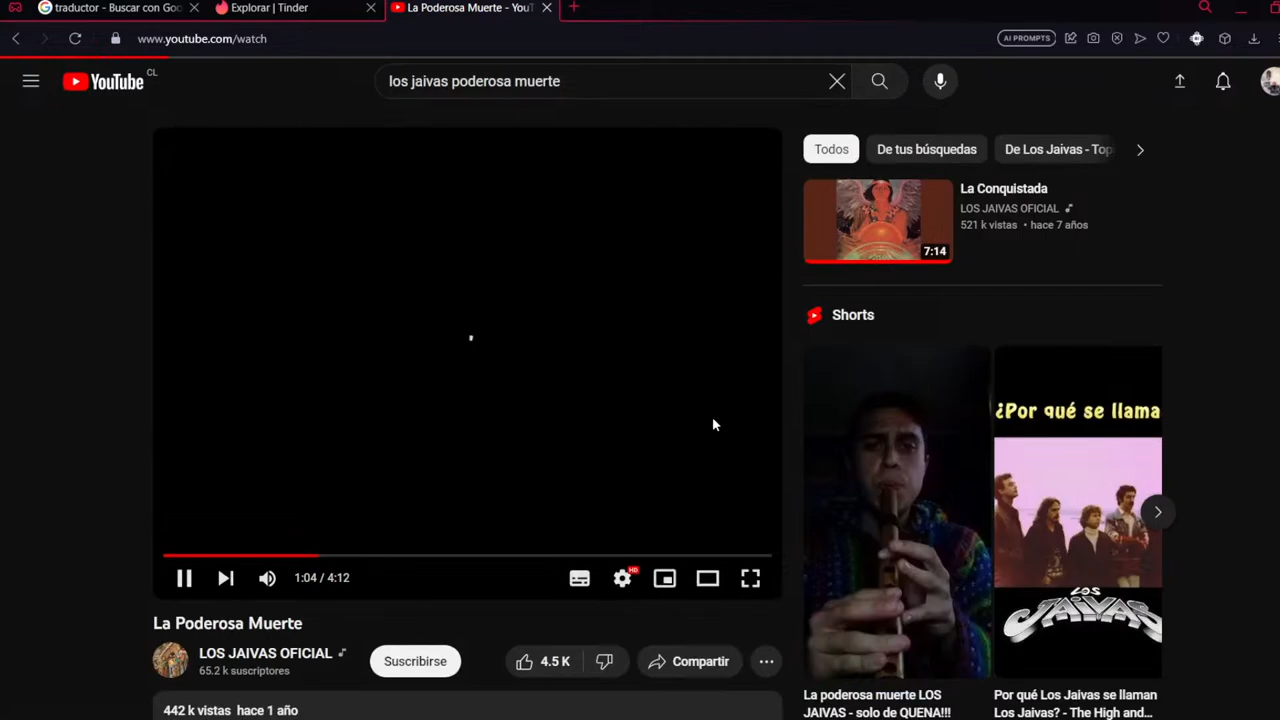 traductor - Buscar con Goo
Explorar | Tinder
La Poderosa Muerte - YouT
www.youtube.com/watch
AI PROMPTS
YouTube CL
los jaivas poderosa muerte
Todos
De tus búsquedas
De Los Jaivas - Top
La Conquistada
LOS JAIVAS OFICIAL
521 k vistas • hace 7 años
7:14
Shorts
¿Por qué se llama
LOS
JAIVAS
1:04 / 4:12
HD
La Poderosa Muerte
LOS JAIVAS OFICIAL
65.2 k suscriptores
Suscribirse
4.5 K
Compartir
442 k vistas hace 1 año
La poderosa muerte LOS
JAIVAS - solo de QUENA!!!
Por qué Los Jaivas se llaman
Los Jaivas? - The High and...